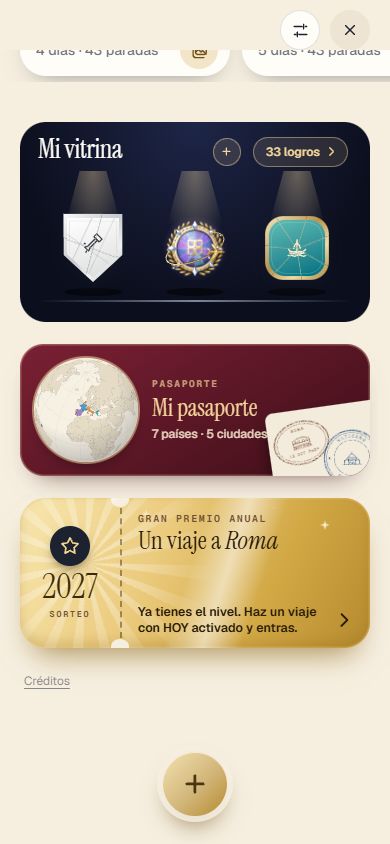 4 días · 43 paradas
5 días · 43 paradas
Mi vitrina
33 logros
PASAPORTE
Mi pasaporte
7 países · 5 ciudades
ROMA
GRAN PREMIO ANUAL
Un viaje a Roma
2027
SORTEO
Ya tienes el nivel. Haz un viaje
con HOY activado y entras.
Créditos